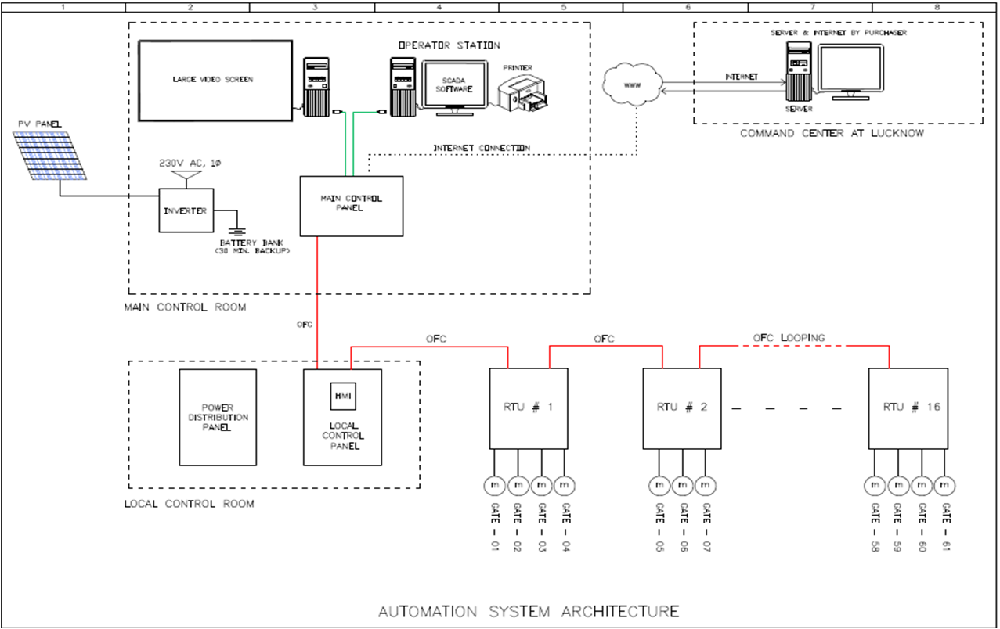 1 2 3 4 5 6 7 8
SERVER & INTERNET BY PURCHASER
OPERATOR STATION
LARGE VIDEO SCREEN
SCADA
SOFTWARE
PRINTER
WWW
INTERNET
SERVER
COMMAND CENTER AT LUCKNOW
PV PANEL
INTERNET CONNECTION
230V AC, 1Ø
INVERTER
MAIN CONTROL
PANEL
BATTERY BANK
(30 MIN. BACKUP)
MAIN CONTROL ROOM
OFC
OFC
OFC
OFC LOOPING
POWER
DISTRIBUTION
PANEL
HMI
LOCAL
CONTROL
PANEL
RTU # 1
RTU # 2
RTU # 16
m m m m
m m m
m m m m
LOCAL CONTROL ROOM
GATE - 01
GATE - 02
GATE - 03
GATE - 04
GATE - 05
GATE - 06
GATE - 07
GATE - 58
GATE - 59
GATE - 60
GATE - 61
AUTOMATION SYSTEM ARCHITECTURE